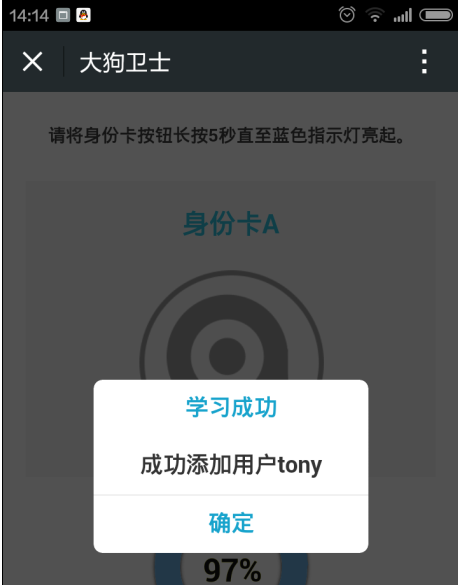 14:14
大狗卫士
请将身份卡按钮长按5秒直至蓝色指示灯亮起。
身份卡A
学习成功
成功添加用户tony
确定
97%